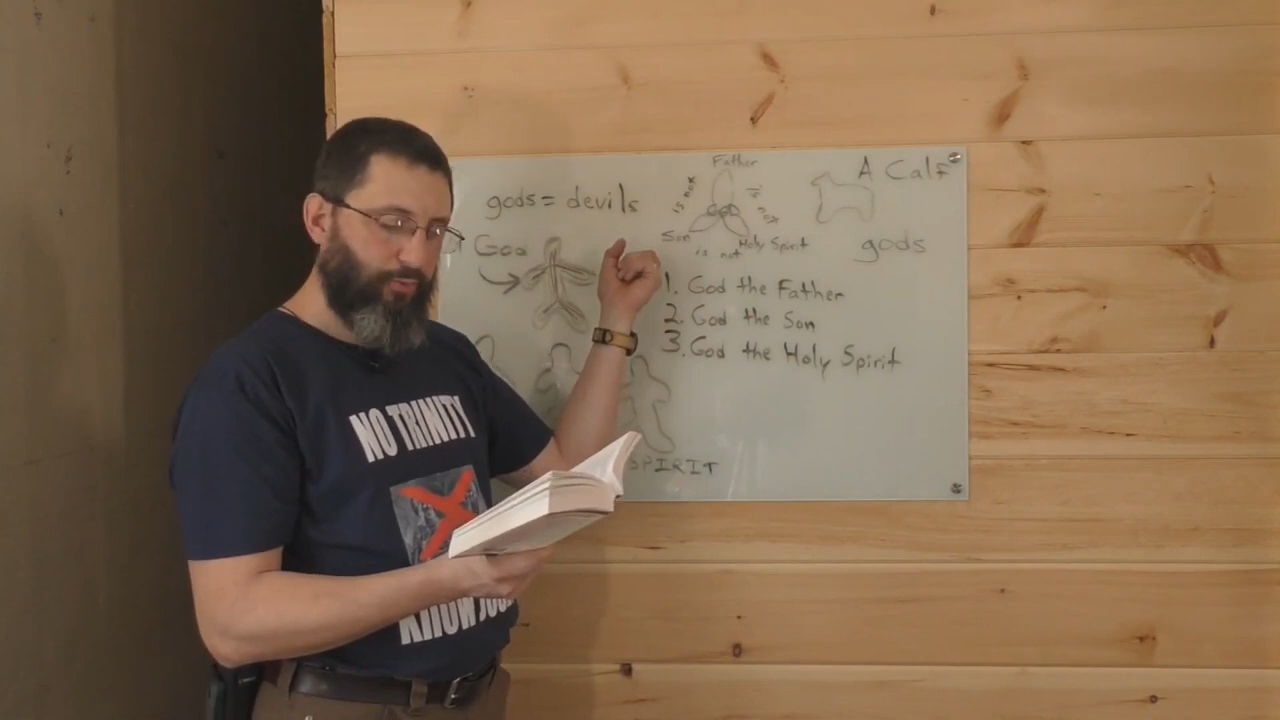 gods = devils
God
Father
is not
is not
Son
is not
Holy Spirit
A Calf
gods
1. God the Father
2. God the Son
3. God the Holy Spirit
SPIRIT
NO TRINITY
KNOW